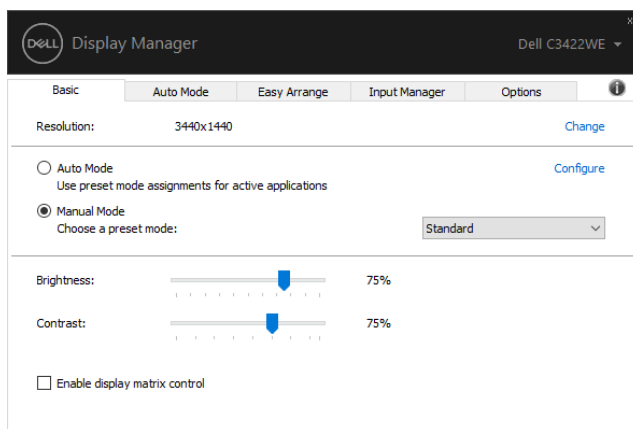 DELL Display Manager Dell C3422WE
Basic Auto Mode Easy Arrange Input Manager Options
Resolution: 3440x1440 Change
Auto Mode Configure
Use preset mode assignments for active applications
Manual Mode
Choose a preset mode: Standard
Brightness: 75%
Contrast: 75%
Enable display matrix control